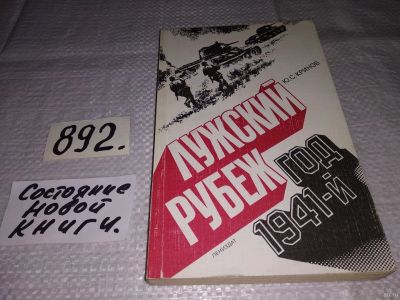 892.
Состояние
Новой
книги.
Ю. С. КРИНОВ
ЛУЖСКИЙ
РУБЕЖ
ГОД
1941-Й
ЛЕНИЗДАТ